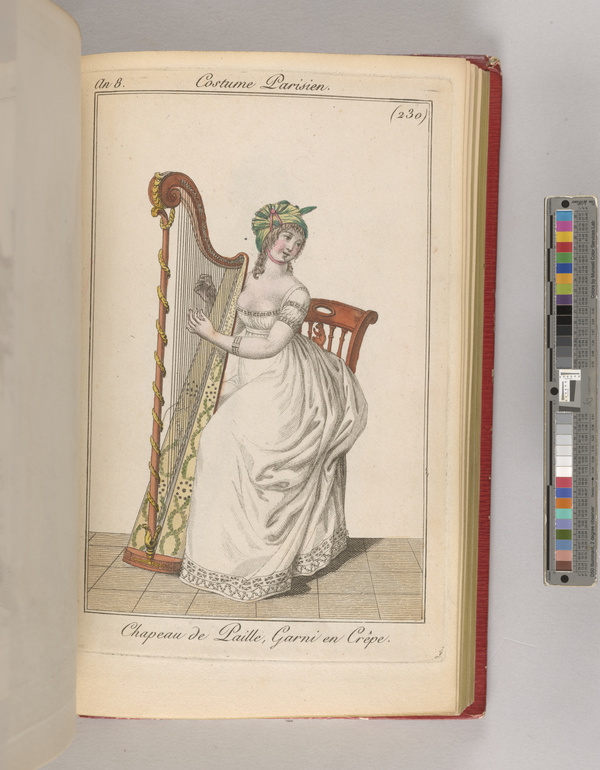 An 8.
Costume Parisien.
(230)
Chapeau de Paille, Garni en Crêpe.